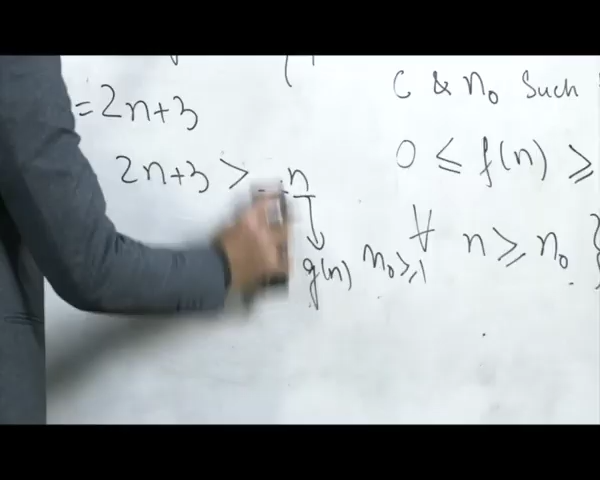 = 2n+3
2n+3 > n
g(n) n₀ ≥ 1
C & n₀ Such
0 ≤ f(n) ≥
∀ n ≥ n₀